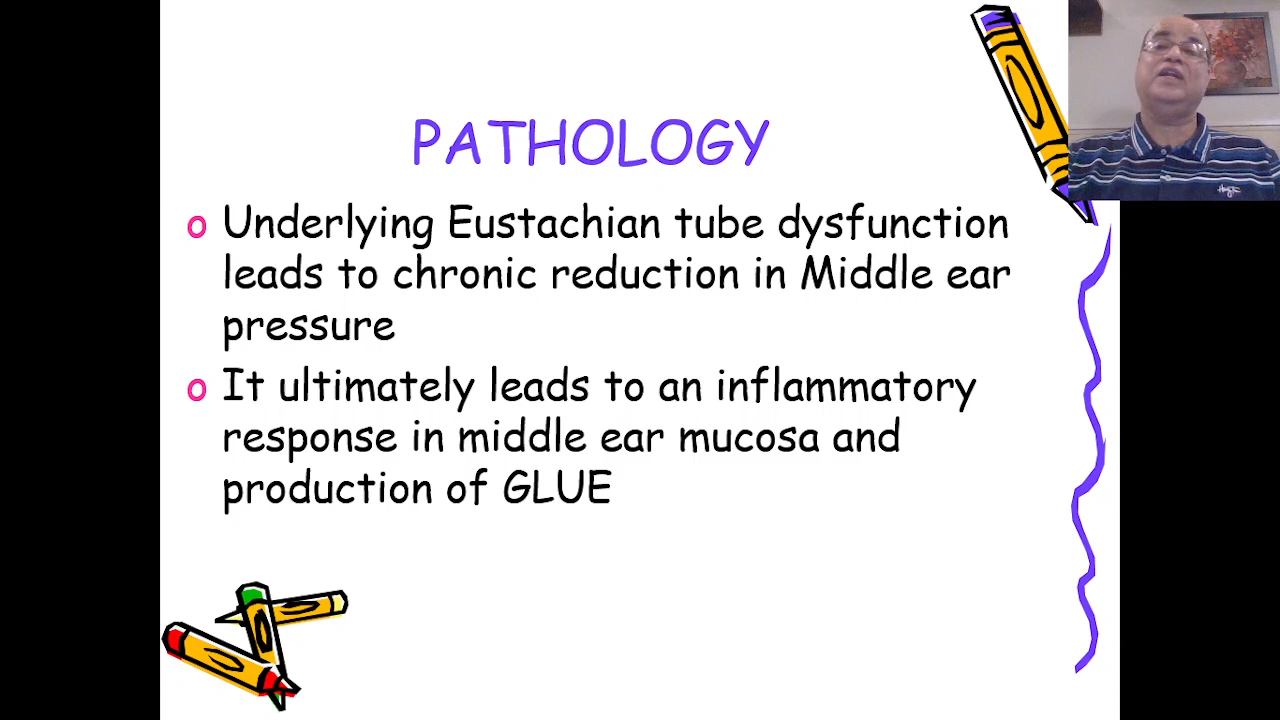 PATHOLOGY
o Underlying Eustachian tube dysfunction
leads to chronic reduction in Middle ear
pressure
o It ultimately leads to an inflammatory
response in middle ear mucosa and
production of GLUE